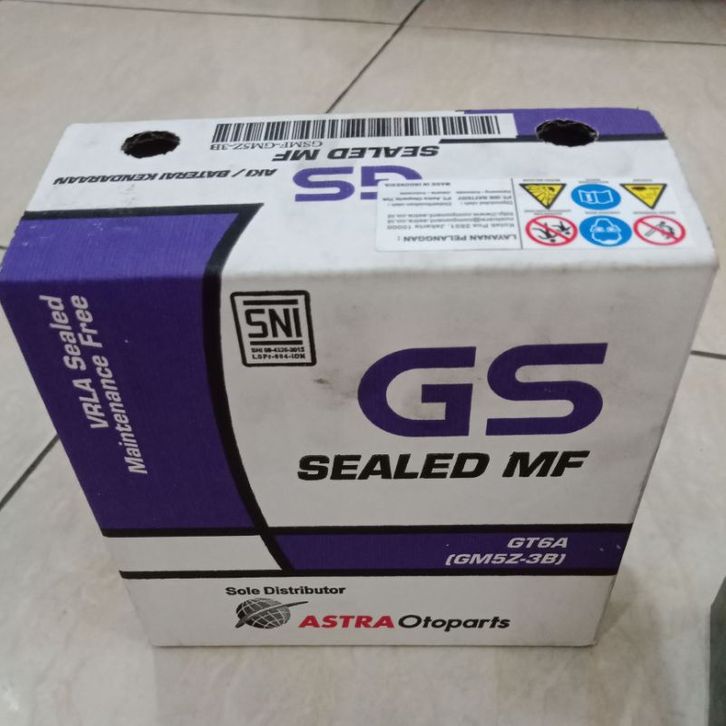 GSMF-GM5Z-3B
SEALED MF
GS
AKI / BATERAI KENDARAAN
LAYANAN PELANGGAN :
MADE IN INDONESIA
VRLA Sealed
Maintenance Free
SNI
GS
SEALED MF
GT6A
(GM5Z-3B)
Sole Distributor
ASTRA Otoparts